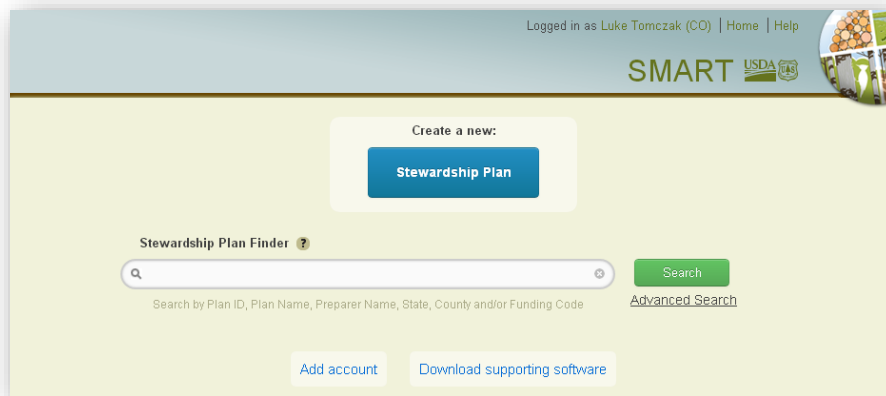 Logged in as Luke Tomczak (CO) | Home | Help
SMART USDA
Create a new:
Stewardship Plan
Stewardship Plan Finder ?
Search
Search by Plan ID, Plan Name, Preparer Name, State, County and/or Funding Code
Advanced Search
Add account
Download supporting software